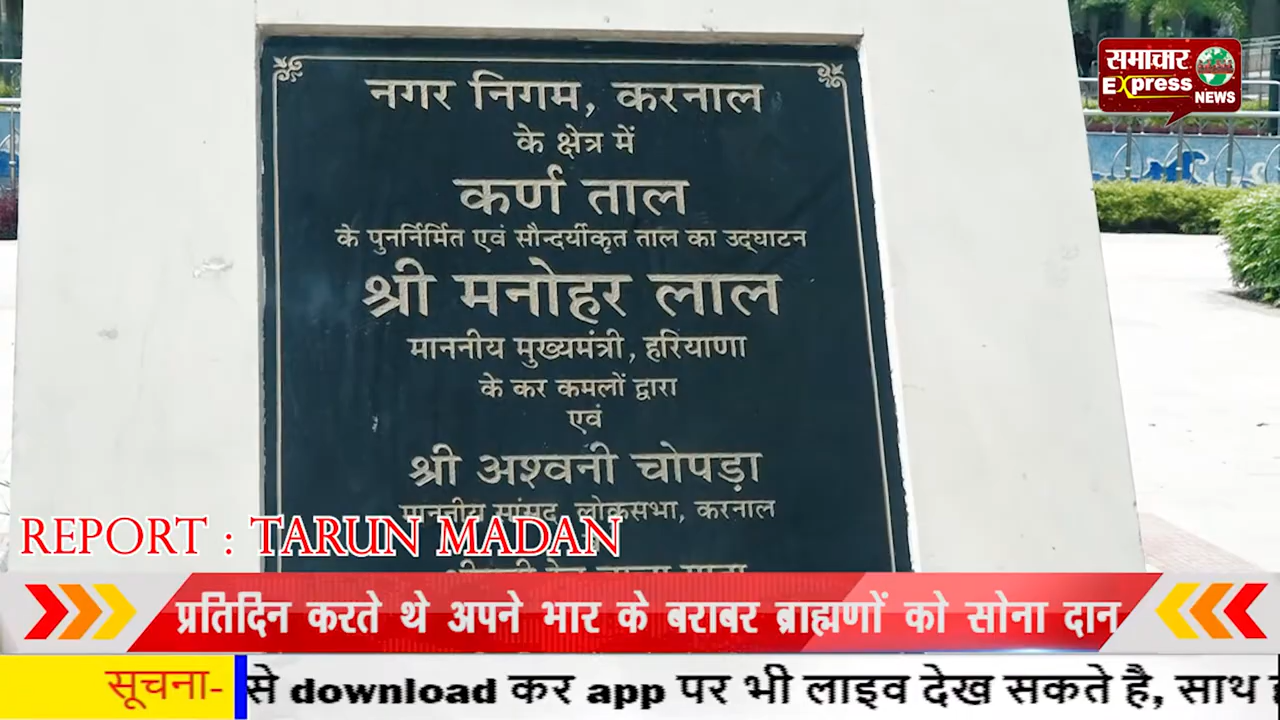 समाचार
Express
NEWS
नगर निगम, करनाल
के क्षेत्र में
कर्ण ताल
के पुनर्निर्मित एवं सौन्दर्यीकृत ताल का उद्घाटन
श्री मनोहर लाल
माननीय मुख्यमंत्री, हरियाणा
के कर कमलों द्वारा
एवं
श्री अश्वनी चोपड़ा
माननीय सांसद, लोकसभा, करनाल
REPORT : TARUN MADAN
प्रतिदिन करते थे अपने भार के बराबर ब्राह्मणों को सोना दान
सूचना- से download कर app पर भी लाइव देख सकते है, साथ